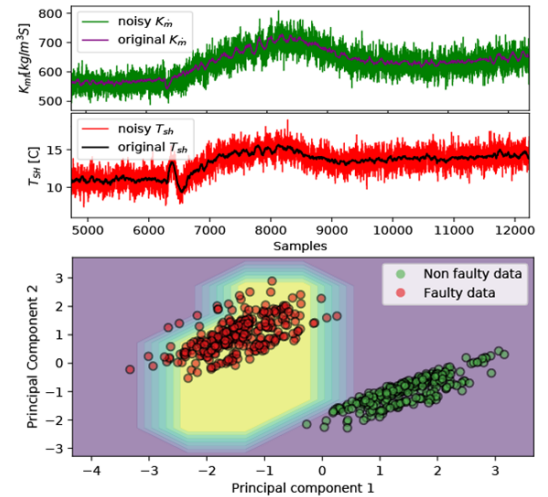 800
700
600
500
K_ṁ[kg/m³S]
noisy K_ṁ
original K_ṁ
15
10
T_SH [C]
noisy T_sh
original T_sh
5000 6000 7000 8000 9000 10000 11000 12000
Samples
3
2
1
0
−1
−2
−3
Principal Component 2
Non faulty data
Faulty data
−4 −3 −2 −1 0 1 2 3
Principal component 1